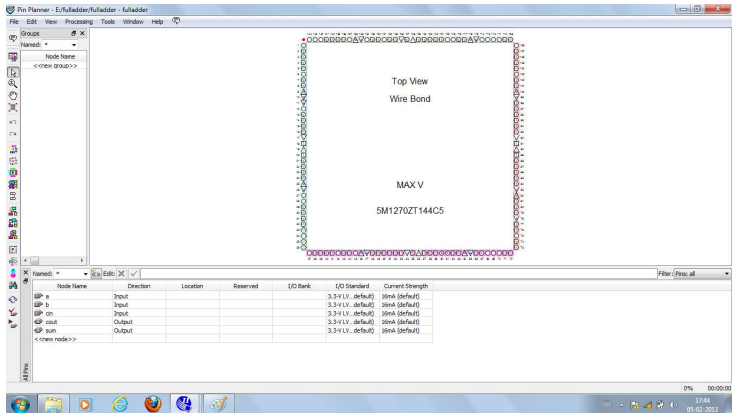 Pin Planner - E:/fulladder/fulladder - fulladder
File Edit View Processing Tools Window Help
Groups
Named: *
Node Name
<<new group>>
Top View
Wire Bond
MAX V
5M1270ZT144C5
Named: * Edit: Filter: Pins: all
Node Name Direction Location Reserved I/O Bank I/O Standard Current Strength
a Input 3.3-V LV...default) 16mA (default)
b Input 3.3-V LV...default) 16mA (default)
cin Input 3.3-V LV...default) 16mA (default)
cout Output 3.3-V LV...default) 16mA (default)
sum Output 3.3-V LV...default) 16mA (default)
<<new node>>
All Pins
0% 00:00:00
17:44
05-02-2013